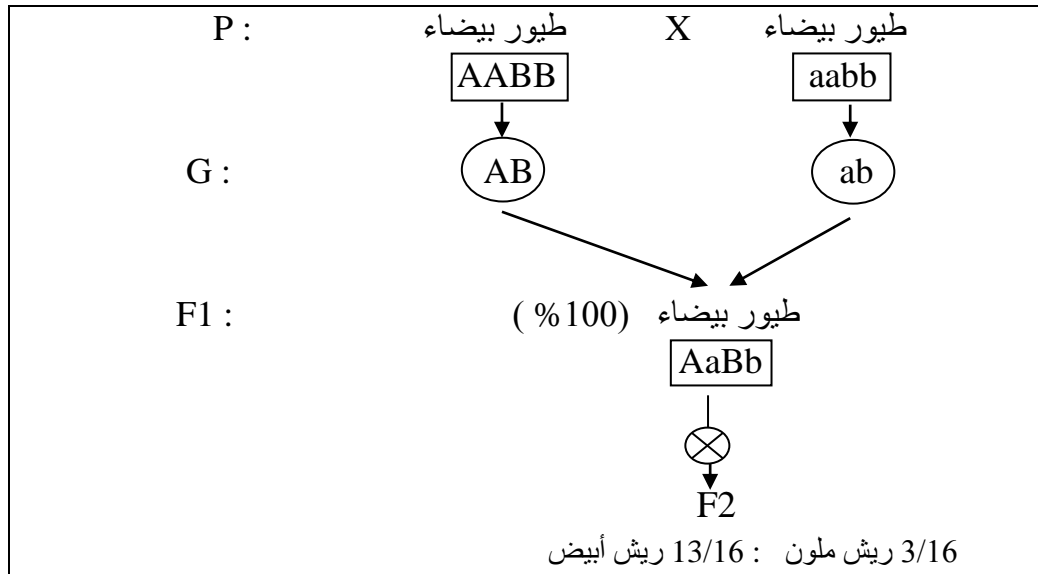 P : طيور بيضاء X طيور بيضاء
AABB aabb
G : AB ab
F1 : طيور بيضاء (%100 )
AaBb
F2
3/16 ريش ملون : 13/16 ريش أبيض